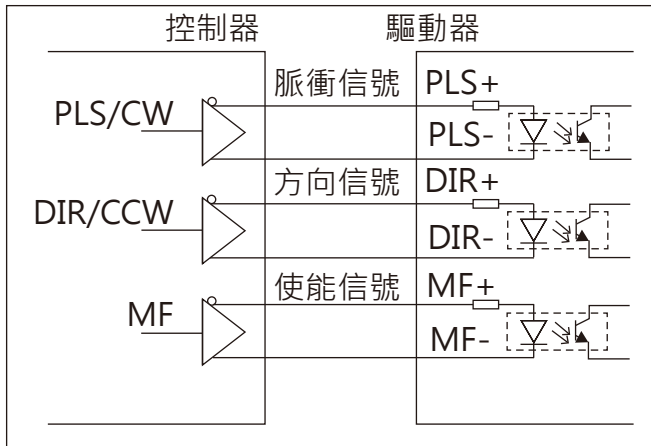 控制器
驅動器
PLS/CW
脈衝信號
PLS+
PLS-
DIR/CCW
方向信號
DIR+
DIR-
MF
使能信號
MF+
MF-